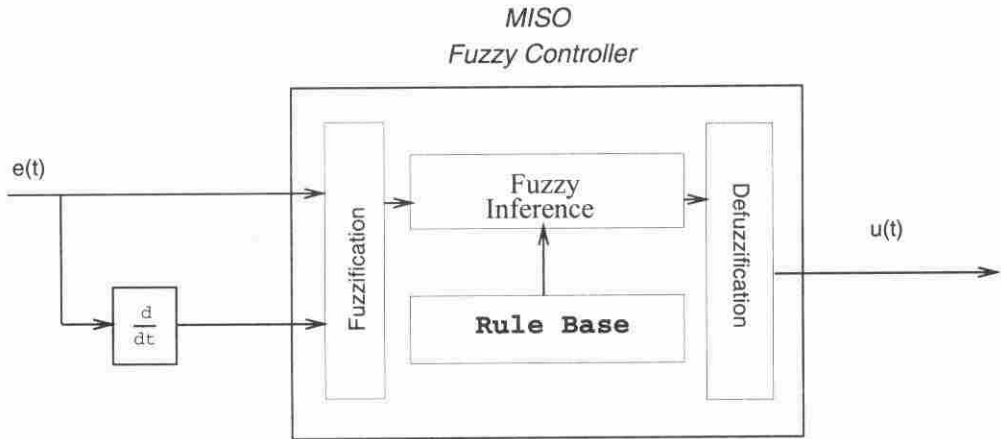 MISO
Fuzzy Controller
e(t)
d
dt
Fuzzification
Fuzzy
Inference
Rule Base
Defuzzification
u(t)